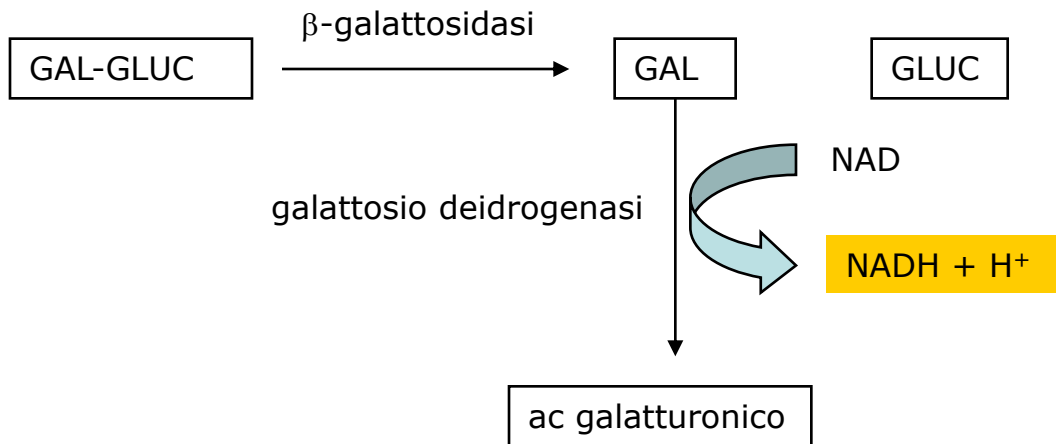 β-galattosidasi
GAL-GLUC
GAL
GLUC
NAD
galattosio deidrogenasi
NADH + H⁺
ac galatturonico